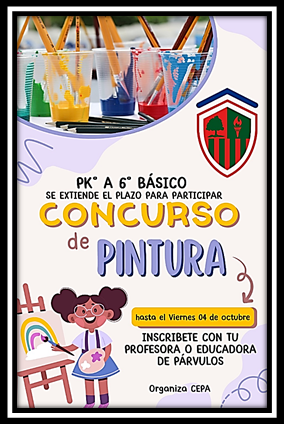 PK° A 6° BÁSICO
SE EXTIENDE EL PLAZO PARA PARTICIPAR
CONCURSO
de
PINTURA
hasta el Viernes 04 de octubre
INSCRIBETE CON TU
PROFESORA O EDUCADORA
DE PÁRVULOS
Organiza CEPA